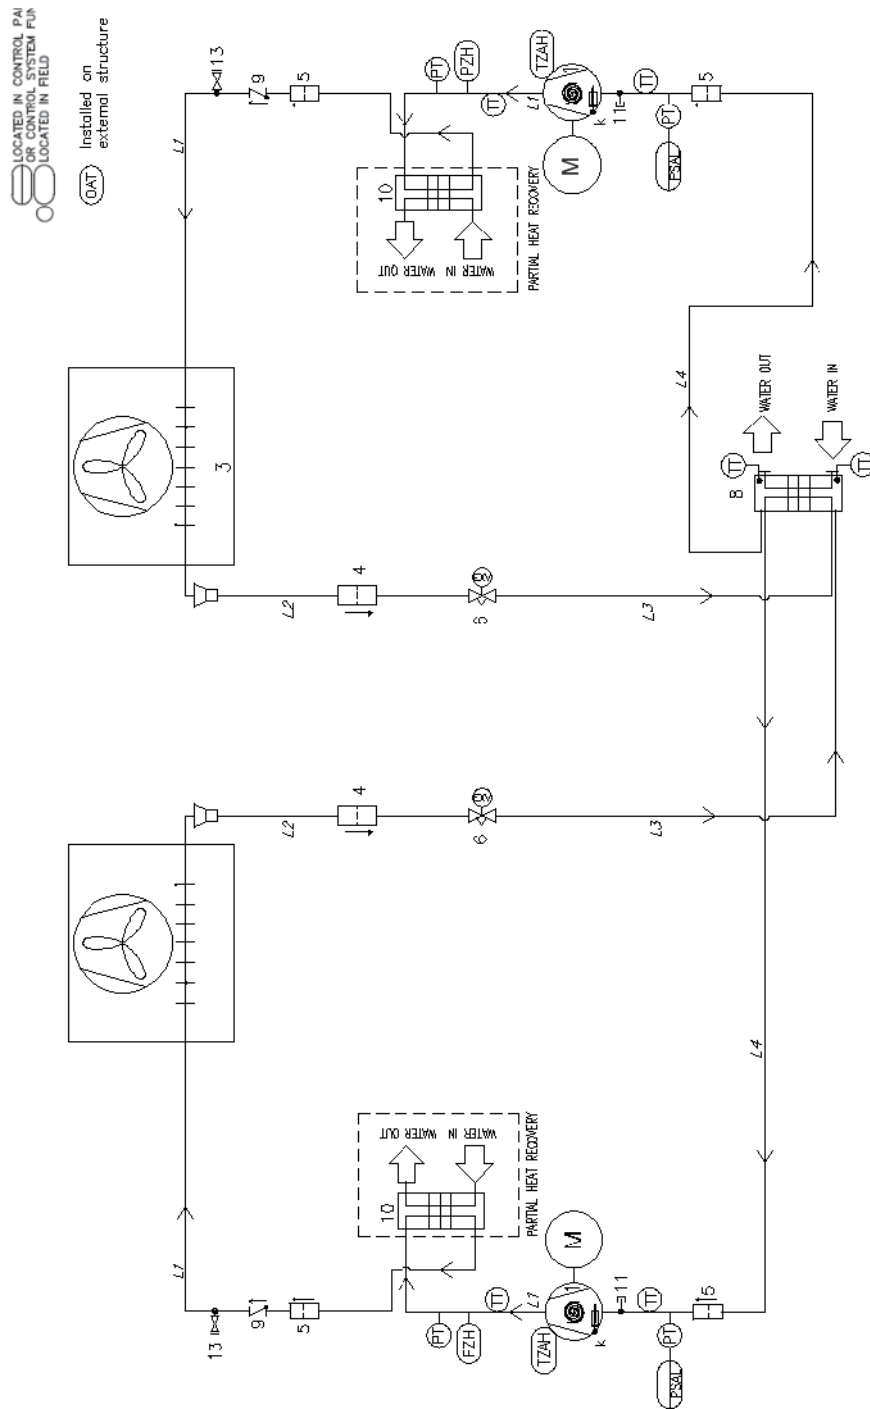 LOCATED IN CONTROL PA
OR CONTROL SYSTEM FUN
LOCATED IN FIELD
OAT
Installed on
external structure
13
9
5
L1
PT
PZH
TT
L1
TZAH
1
k
M
11
TT
PT
PSAL
5
10
WATER OUT
WATER IN
PARTIAL HEAT RECOVERY
3
L2
4
6
L3
L4
8
TT
TT
WATER OUT
WATER IN
L2
4
6
L3
L4
L1
13
9
5
10
WATER OUT
WATER IN
PARTIAL HEAT RECOVERY
PT
FZH
TT
L1
TZAH
1
k
M
11
TT
PT
PSAL
5